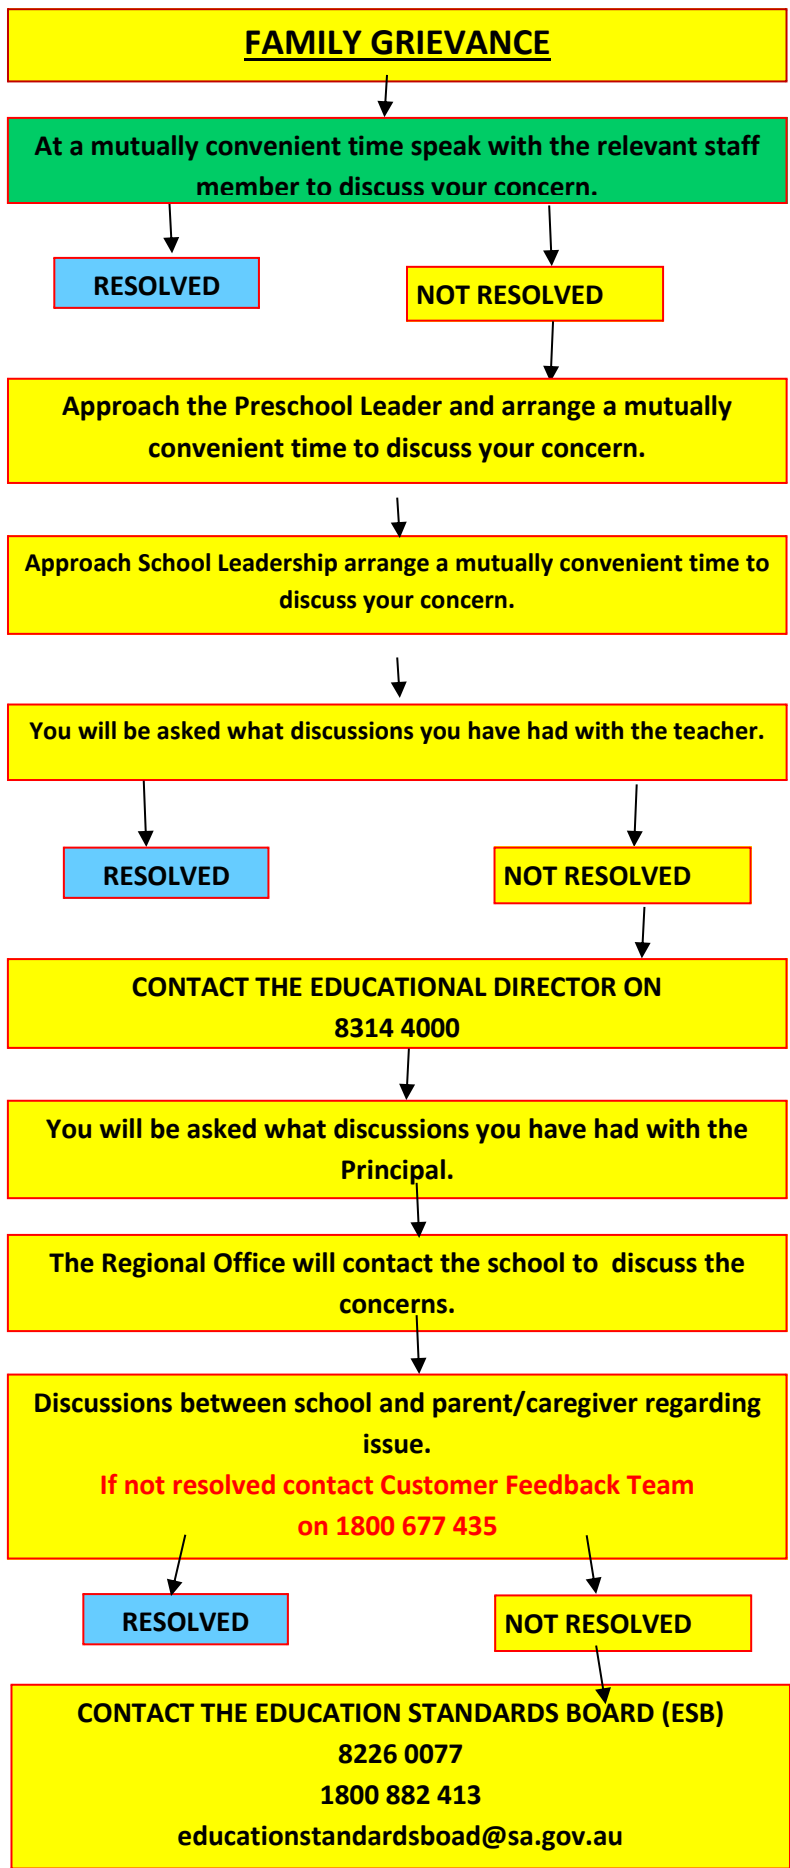 FAMILY GRIEVANCE
At a mutually convenient time speak with the relevant staff
member to discuss your concern.
RESOLVED
NOT RESOLVED
Approach the Preschool Leader and arrange a mutually
convenient time to discuss your concern.
Approach School Leadership arrange a mutually convenient time to
discuss your concern.
You will be asked what discussions you have had with the teacher.
RESOLVED
NOT RESOLVED
CONTACT THE EDUCATIONAL DIRECTOR ON
8314 4000
You will be asked what discussions you have had with the
Principal.
The Regional Office will contact the school to  discuss the
concerns.
Discussions between school and parent/caregiver regarding
issue.
If not resolved contact Customer Feedback Team
on 1800 677 435
RESOLVED
NOT RESOLVED
CONTACT THE EDUCATION STANDARDS BOARD (ESB)
8226 0077
1800 882 413
educationstandardsboad@sa.gov.au